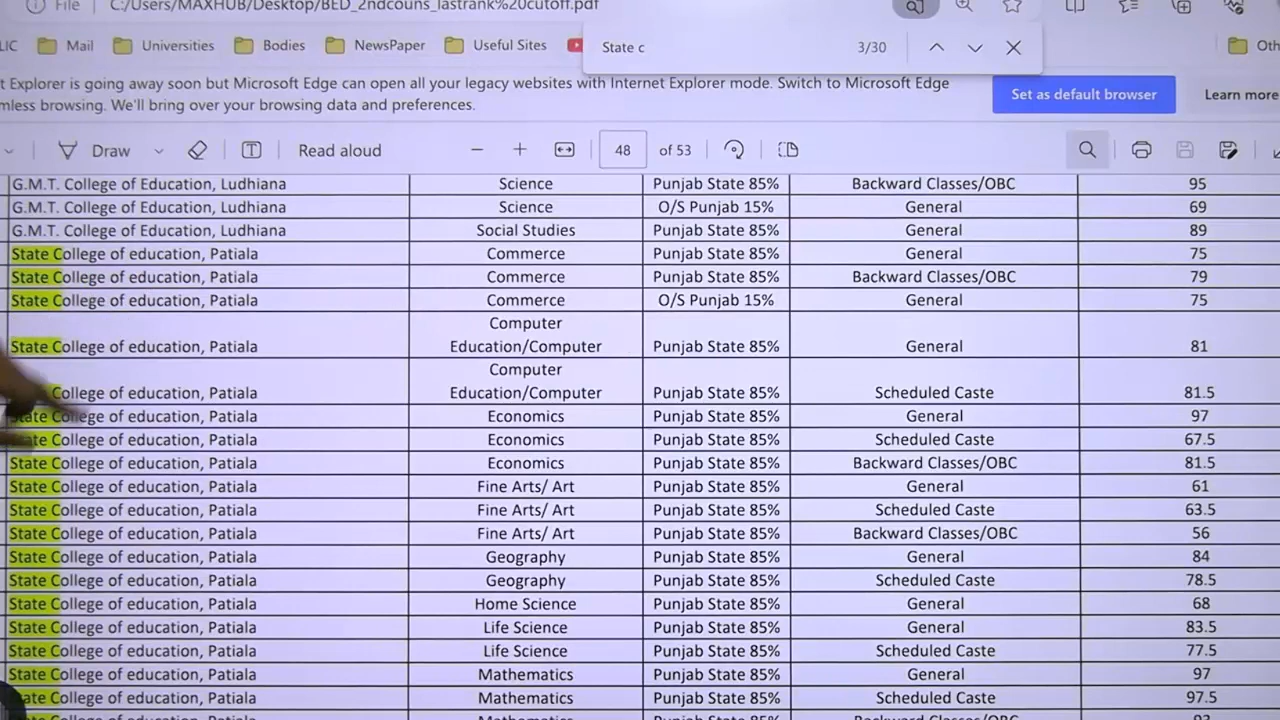 File C:/Users/MAXHUB/Desktop/BED_2ndcouns_lastrank%20cutoff.pdf
LIC Mail Universities Bodies NewsPaper Useful Sites State c 3/30 Oth
t Explorer is going away soon but Microsoft Edge can open all your legacy websites with Internet Explorer mode. Switch to Microsoft Edge
mless browsing. We'll bring over your browsing data and preferences.
Set as default browser Learn more
Draw Read aloud 48 of 53
G.M.T. College of Education, Ludhiana Science Punjab State 85% Backward Classes/OBC 95
G.M.T. College of Education, Ludhiana Science O/S Punjab 15% General 69
G.M.T. College of Education, Ludhiana Social Studies Punjab State 85% General 89
State College of education, Patiala Commerce Punjab State 85% General 75
State College of education, Patiala Commerce Punjab State 85% Backward Classes/OBC 79
State College of education, Patiala Commerce O/S Punjab 15% General 75
Computer
State College of education, Patiala Education/Computer Punjab State 85% General 81
Computer
College of education, Patiala Education/Computer Punjab State 85% Scheduled Caste 81.5
State College of education, Patiala Economics Punjab State 85% General 97
State College of education, Patiala Economics Punjab State 85% Scheduled Caste 67.5
State College of education, Patiala Economics Punjab State 85% Backward Classes/OBC 81.5
State College of education, Patiala Fine Arts/ Art Punjab State 85% General 61
State College of education, Patiala Fine Arts/ Art Punjab State 85% Scheduled Caste 63.5
State College of education, Patiala Fine Arts/ Art Punjab State 85% Backward Classes/OBC 56
State College of education, Patiala Geography Punjab State 85% General 84
State College of education, Patiala Geography Punjab State 85% Scheduled Caste 78.5
State College of education, Patiala Home Science Punjab State 85% General 68
State College of education, Patiala Life Science Punjab State 85% General 83.5
State College of education, Patiala Life Science Punjab State 85% Scheduled Caste 77.5
State College of education, Patiala Mathematics Punjab State 85% General 97
State College of education, Patiala Mathematics Punjab State 85% Scheduled Caste 97.5